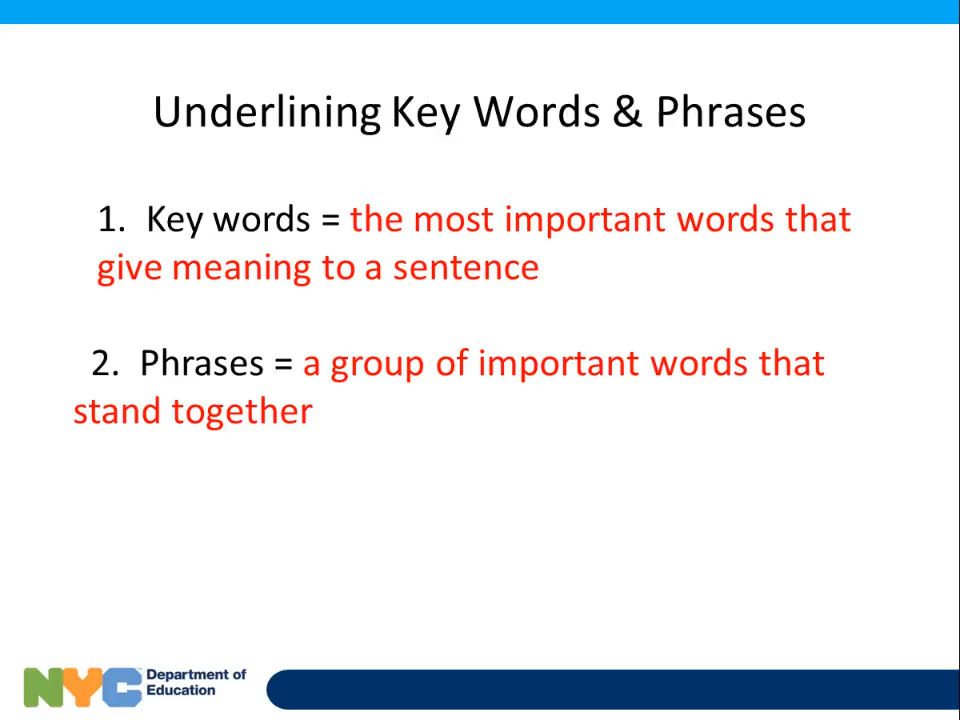 Underlining Key Words & Phrases
1. Key words = the most important words that
give meaning to a sentence
2. Phrases = a group of important words that
stand together
NYC Department of
Education